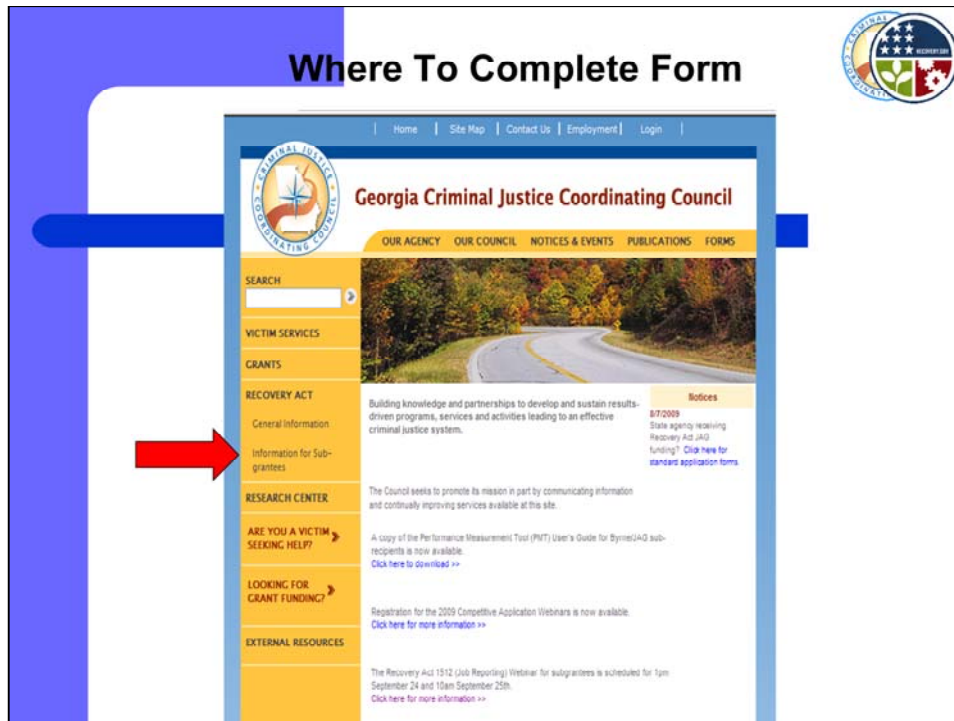 Where To Complete Form
RECOVERY.GOV
Home | Site Map | Contact Us | Employment | Login |
CRIMINAL JUSTICE
COORDINATING COUNCIL
Georgia Criminal Justice Coordinating Council
OUR AGENCY OUR COUNCIL NOTICES & EVENTS PUBLICATIONS FORMS
SEARCH
VICTIM SERVICES
GRANTS
RECOVERY ACT
General Information
Information for Sub-
grantees
RESEARCH CENTER
ARE YOU A VICTIM
SEEKING HELP?
LOOKING FOR
GRANT FUNDING?
EXTERNAL RESOURCES
Building knowledge and partnerships to develop and sustain results-
driven programs, services and activities leading to an effective
criminal justice system.
Notices
8/7/2009
State agency receiving
Recovery Act JAG
funding? Click here for
standard application forms
The Council seeks to promote its mission in part by communicating information
and continually improving services available at this site.
A copy of the Performance Measurement Tool (PMT) User's Guide for Byrne/JAG sub-
recipients is now available.
Click here to download >>
Registration for the 2009 Competitive Application Webinars is now available.
Click here for more information >>
The Recovery Act 1512 (Job Reporting) Webinar for subgrantees is scheduled for 1pm
September 24 and 10am September 25th.
Click here for more information >>